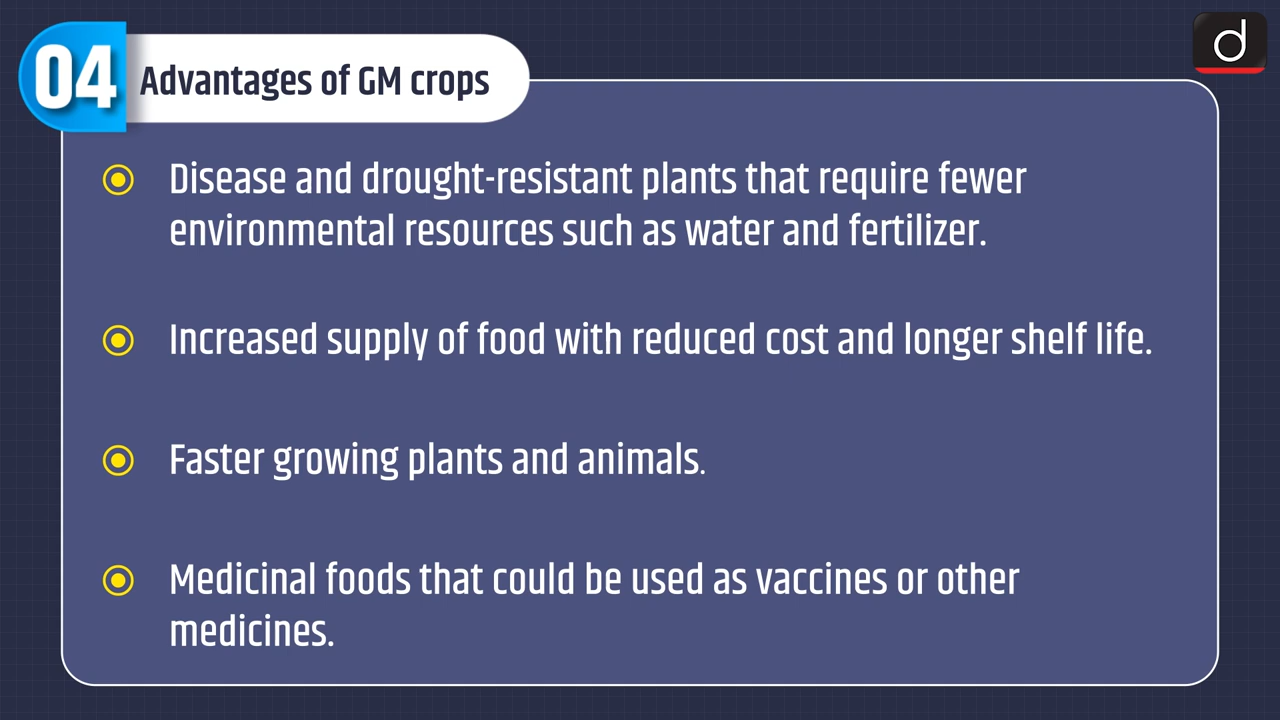 04
Advantages of GM crops
d
Disease and drought-resistant plants that require fewer
environmental resources such as water and fertilizer.
Increased supply of food with reduced cost and longer shelf life.
Faster growing plants and animals.
Medicinal foods that could be used as vaccines or other
medicines.